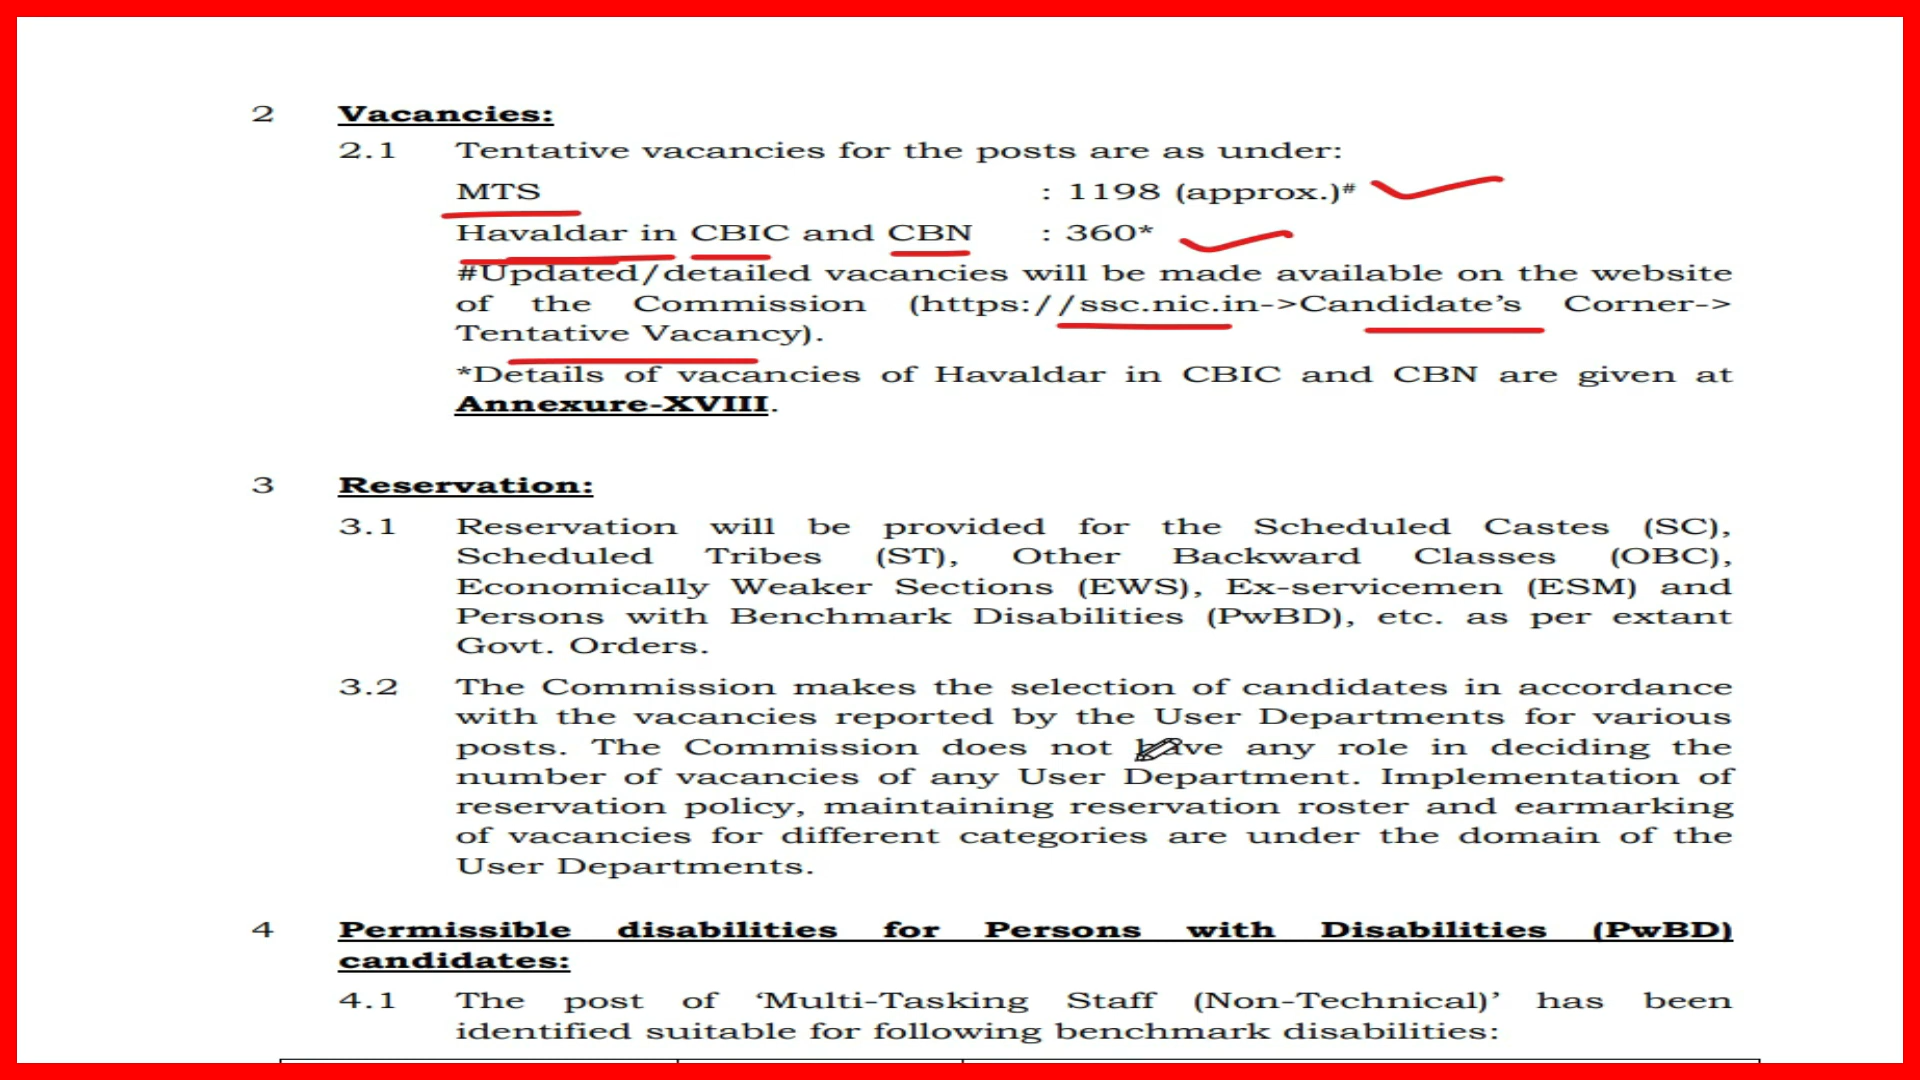 2 Vacancies:
2.1 Tentative vacancies for the posts are as under:
MTS : 1198 (approx.)#
Havaldar in CBIC and CBN : 360*
#Updated/detailed vacancies will be made available on the website
of the Commission (https://ssc.nic.in->Candidate’s Corner->
Tentative Vacancy).
*Details of vacancies of Havaldar in CBIC and CBN are given at
Annexure-XVIII.
3 Reservation:
3.1 Reservation will be provided for the Scheduled Castes (SC),
Scheduled Tribes (ST), Other Backward Classes (OBC),
Economically Weaker Sections (EWS), Ex-servicemen (ESM) and
Persons with Benchmark Disabilities (PwBD), etc. as per extant
Govt. Orders.
3.2 The Commission makes the selection of candidates in accordance
with the vacancies reported by the User Departments for various
posts. The Commission does not have any role in deciding the
number of vacancies of any User Department. Implementation of
reservation policy, maintaining reservation roster and earmarking
of vacancies for different categories are under the domain of the
User Departments.
4 Permissible disabilities for Persons with Disabilities (PwBD)
candidates:
4.1 The post of ‘Multi-Tasking Staff (Non-Technical)’ has been
identified suitable for following benchmark disabilities: